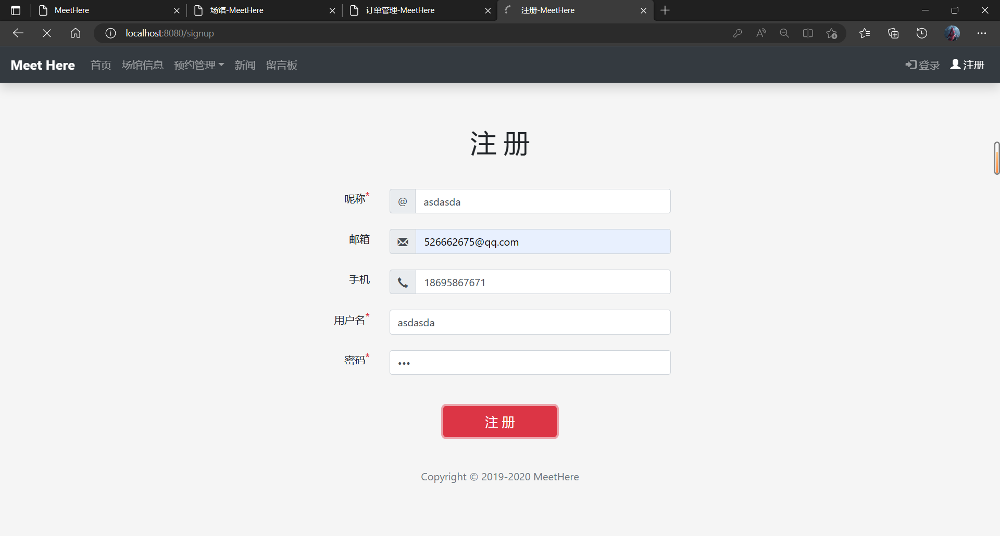 MeetHere
场馆-MeetHere
订单管理-MeetHere
注册-MeetHere
localhost:8080/signup
Meet Here 首页 场馆信息 预约管理 新闻 留言板 登录 注册
注 册
昵称* @ asdasda
邮箱 526662675@qq.com
手机 18695867671
用户名* asdasda
密码* •••
注 册
Copyright © 2019-2020 MeetHere